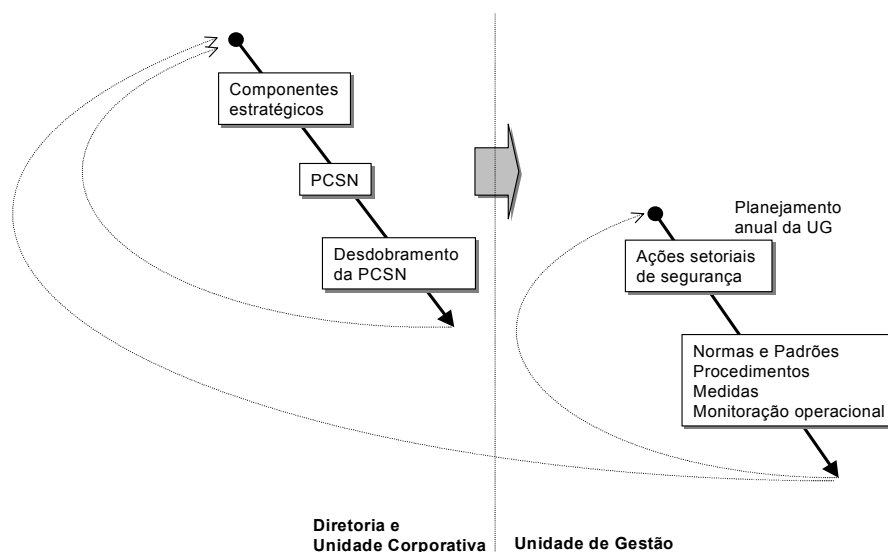 Componentes
estratégicos
PCSN
Desdobramento
da PCSN
Planejamento
anual da UG
Ações setoriais
de segurança
Normas e Padrões
Procedimentos
Medidas
Monitoração operacional
Diretoria e
Unidade Corporativa
Unidade de Gestão